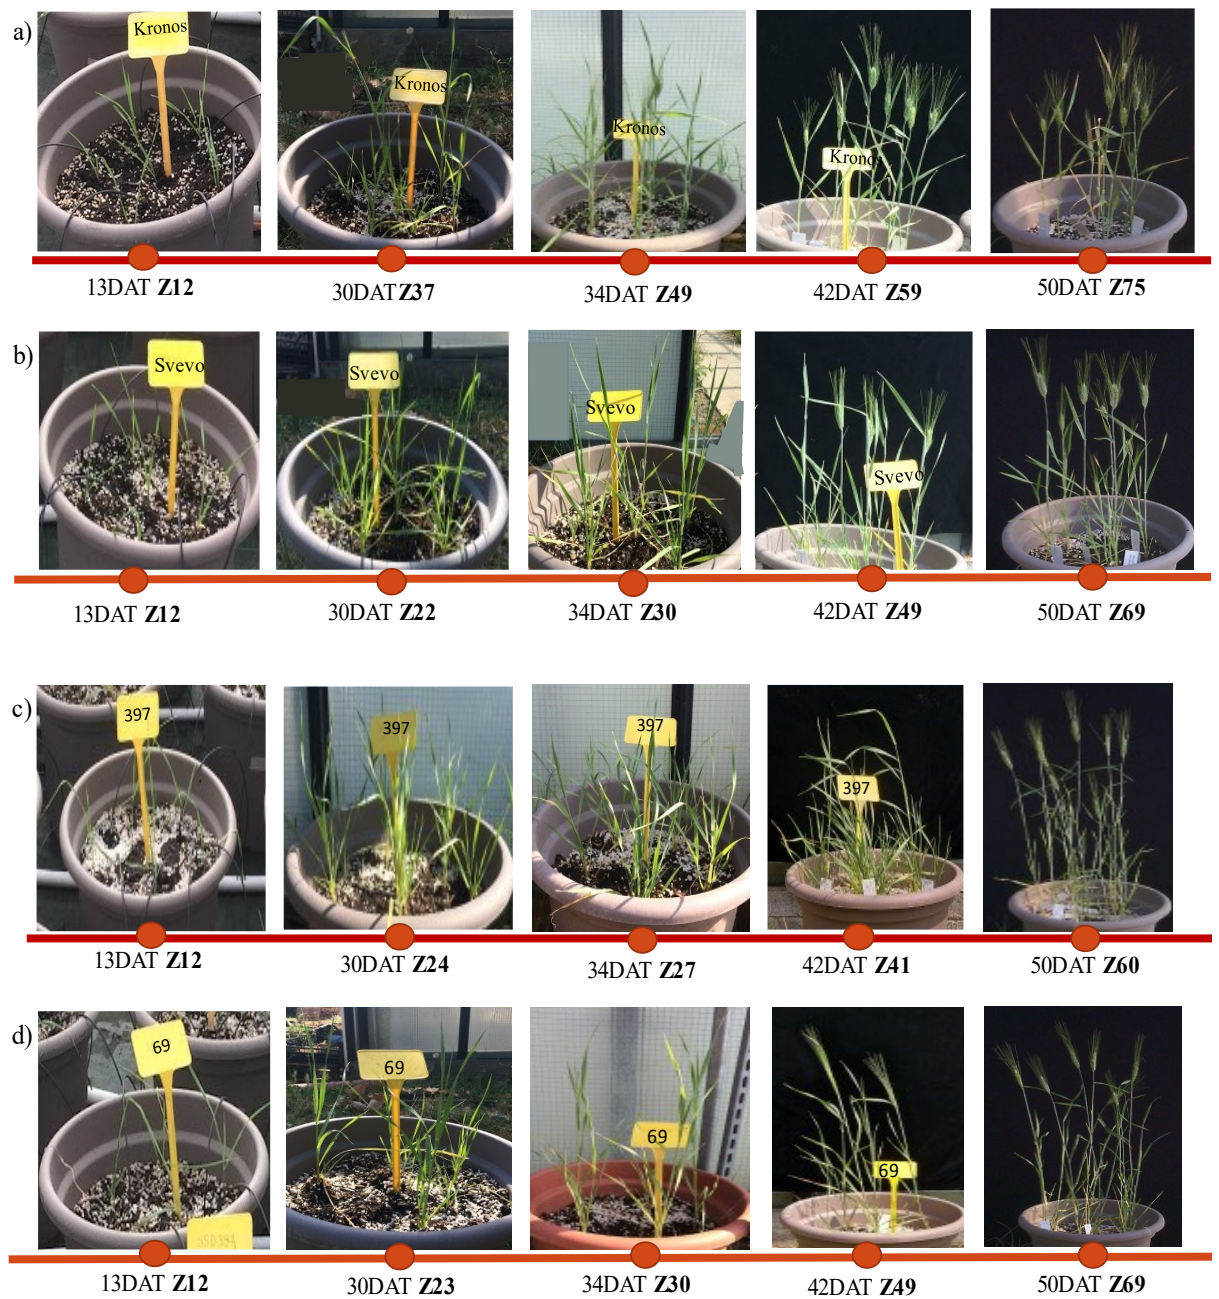 a)
Kronos
Kronos
Kronos
Kronos
13DAT Z12
30DATZ37
34DAT Z49
42DAT Z59
50DAT Z75
b)
Svevo
Svevo
Svevo
Svevo
13DAT Z12
30DAT Z22
34DAT Z30
42DAT Z49
50DAT Z69
c)
397
397
397
397
13DAT Z12
30DAT Z24
34DAT Z27
42DAT Z41
50DAT Z60
d)
69
69
69
69
13DAT Z12
30DAT Z23
34DAT Z30
42DAT Z49
50DAT Z69